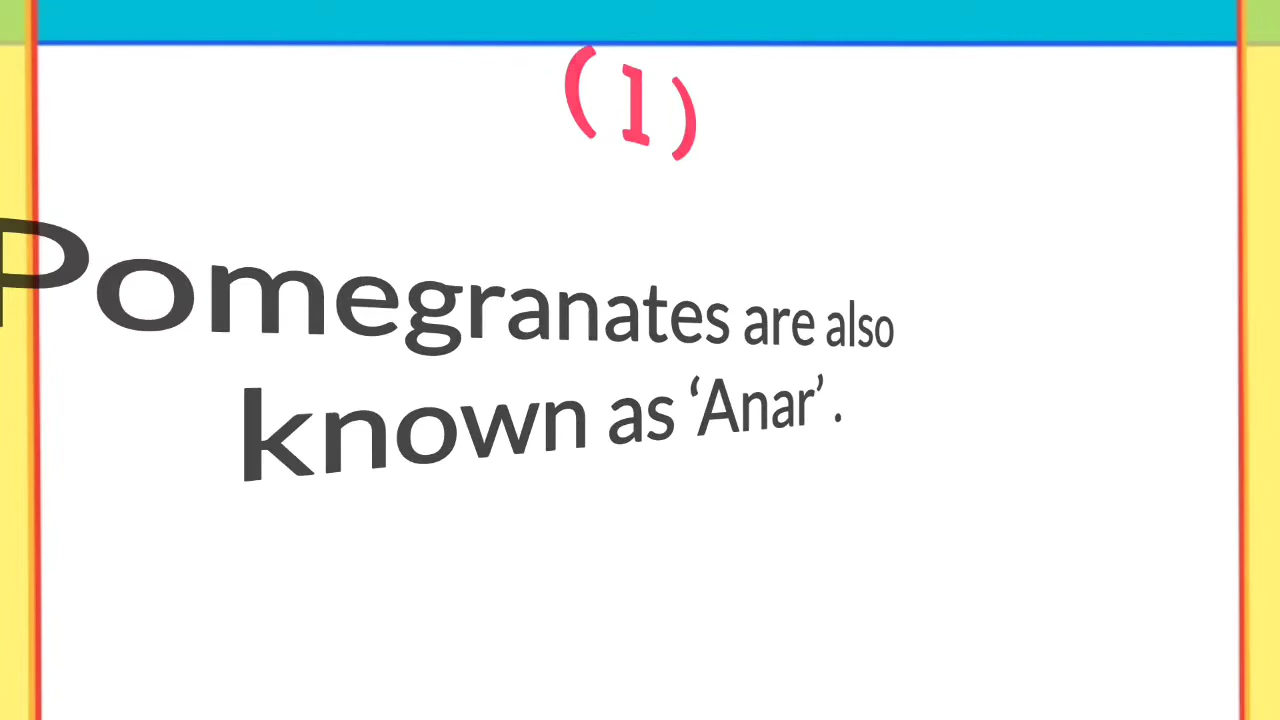 (1)
Pomegranates are also
known as ‘Anar’ .